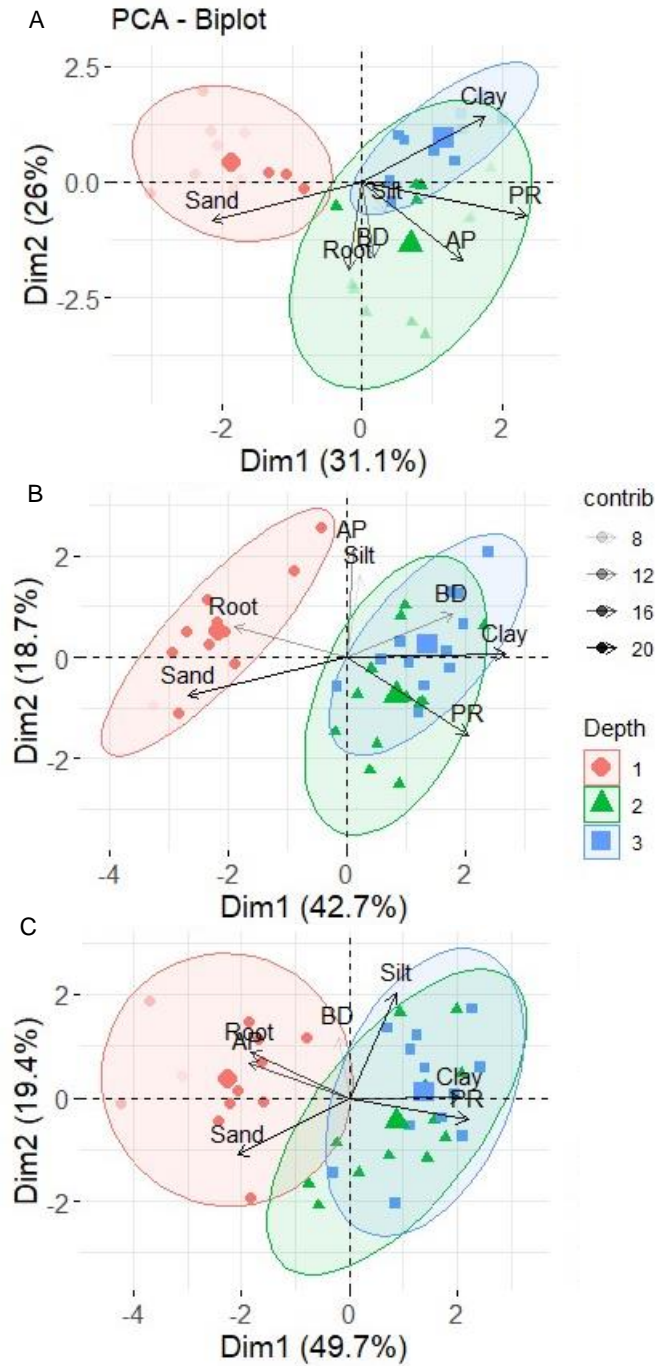 A
PCA - Biplot
2.5
Clay
0.0
Silt
PR
Sand
BD
AP
Root
Dim2 (26%)
-2.5
-2
0
2
Dim1 (31.1%)
B
AP
2
Silt
Root
BD
Clay
0
Sand
PR
Dim2 (18.7%)
-2
-4
-2
0
2
Dim1 (42.7%)
contrib
8
12
16
20
Depth
1
2
3
C
Silt
2
BD
Root
AP
Clay
PR
0
Sand
Dim2 (19.4%)
-2
-4
-2
0
2
Dim1 (49.7%)